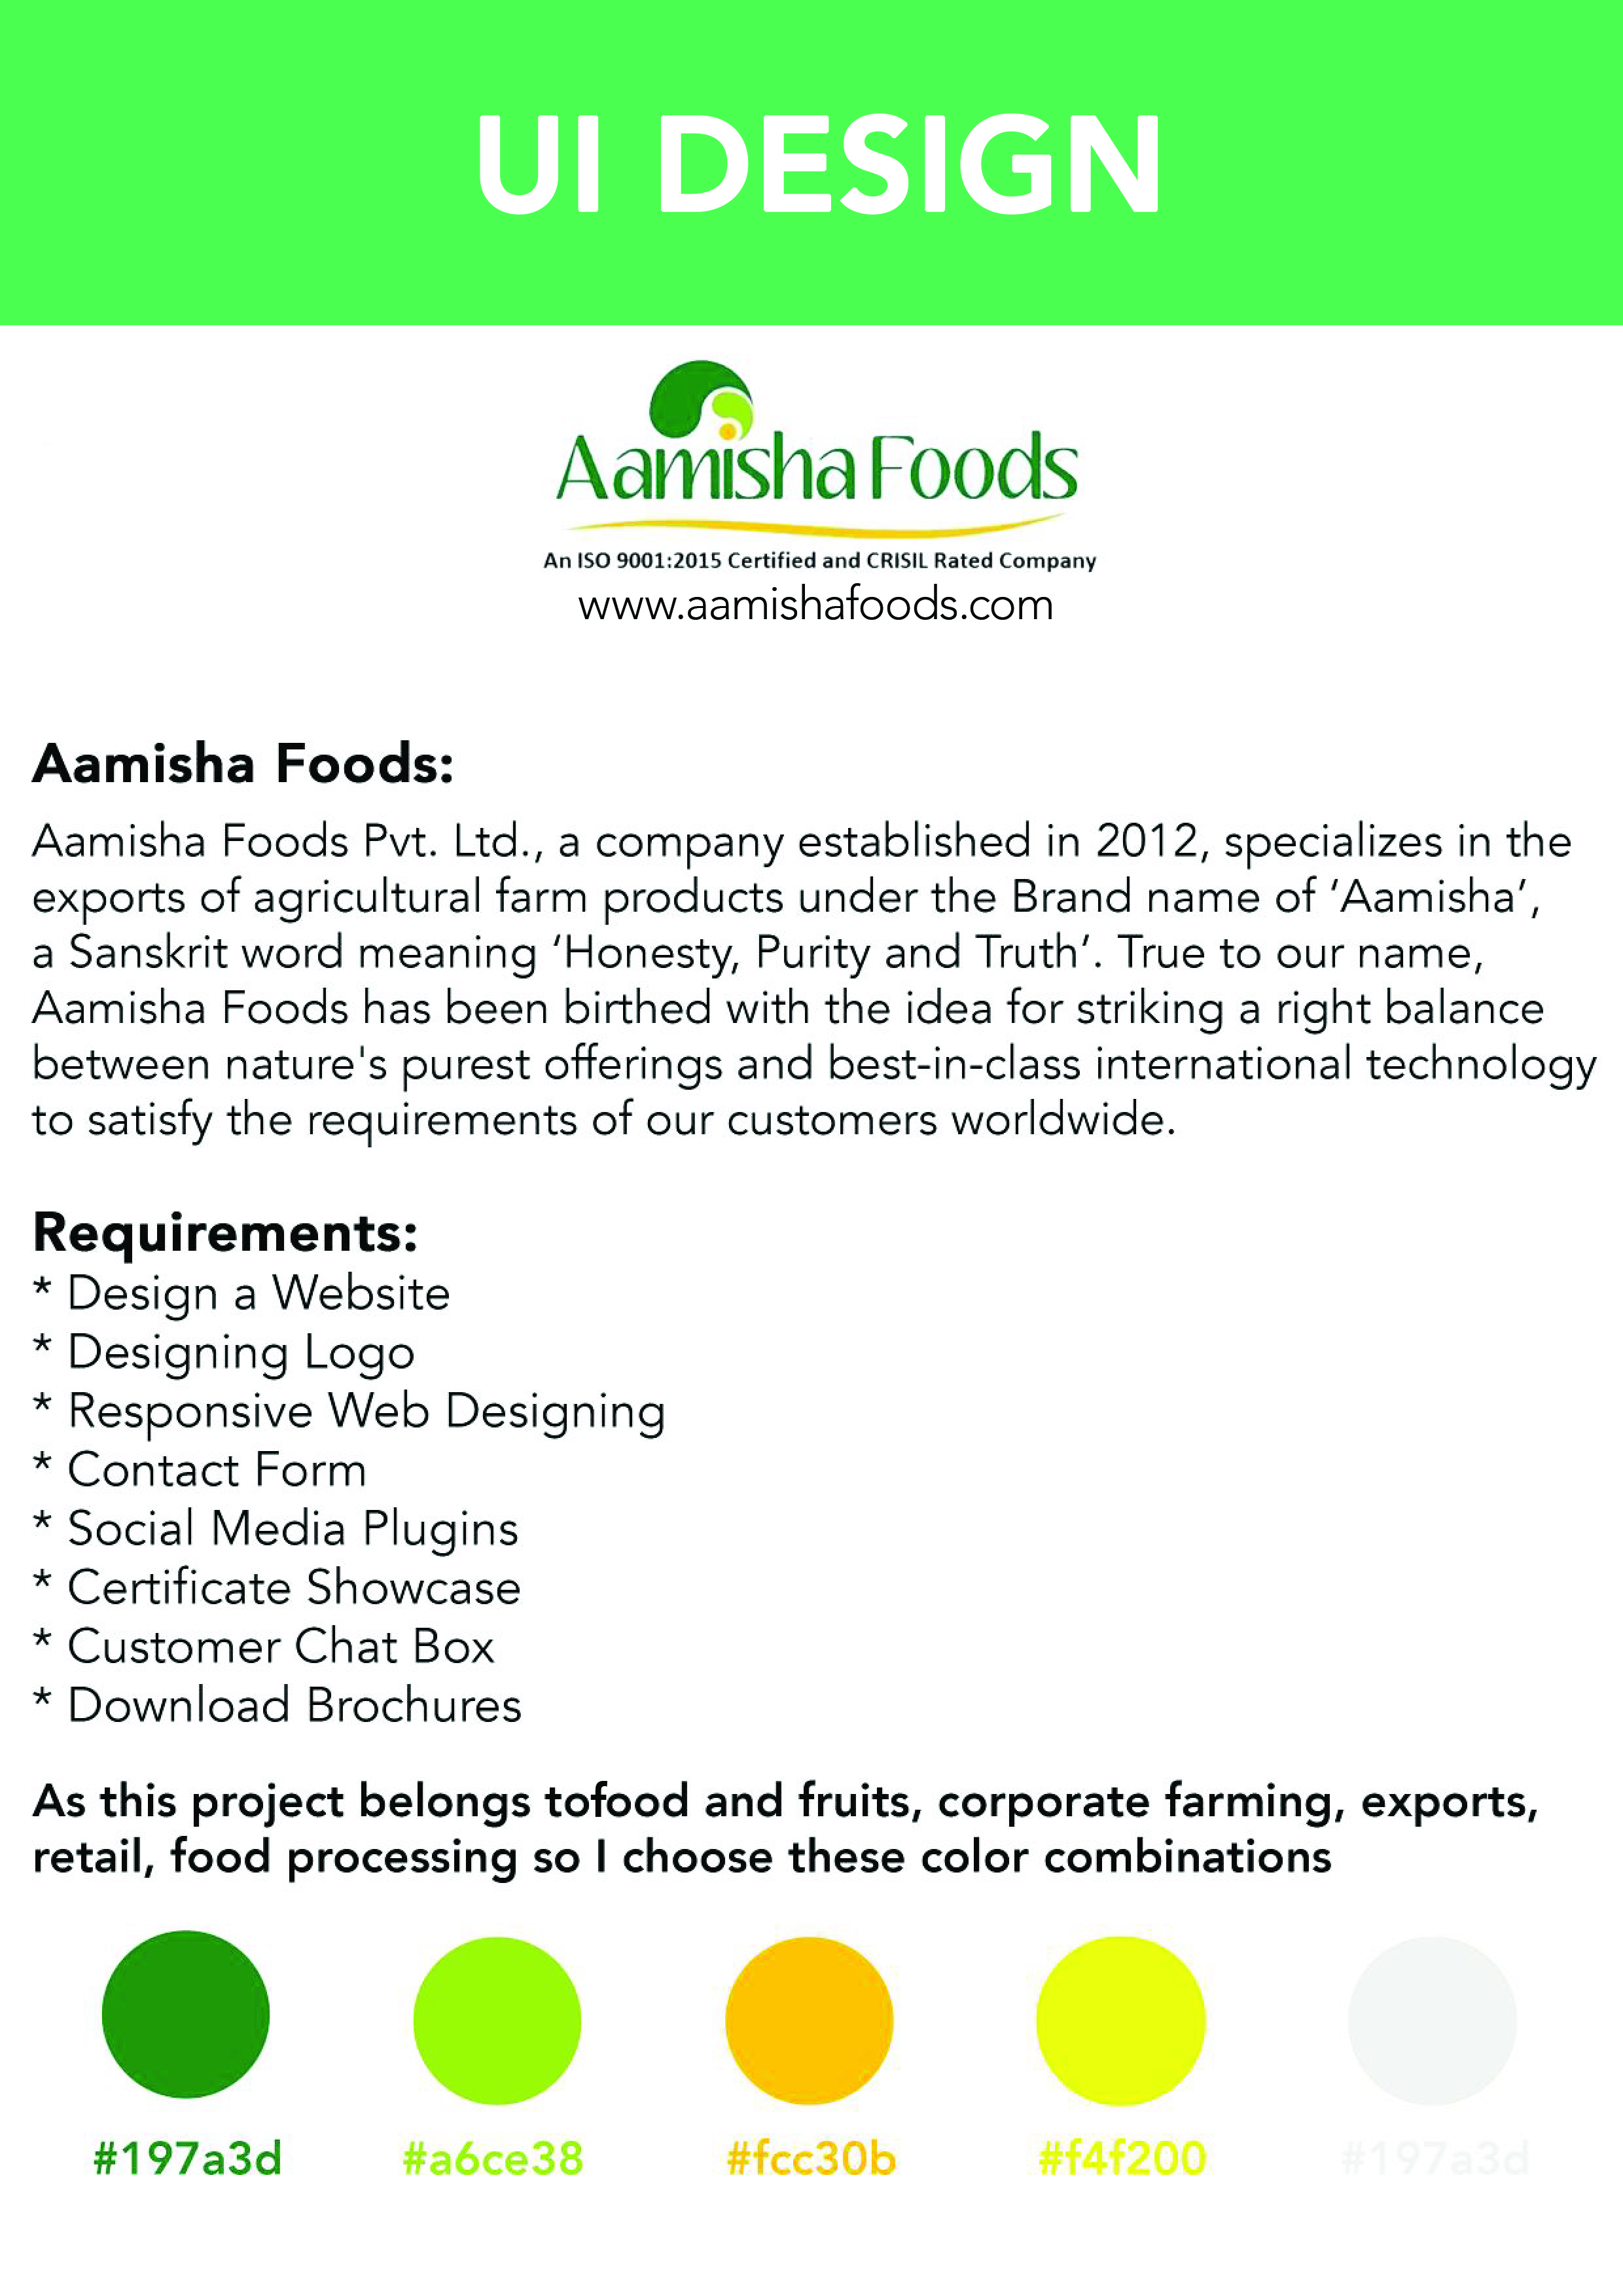 UI DESIGN
Aamisha Foods
An ISO 9001:2015 Certified and CRISIL Rated Company
www.aamishafoods.com
Aamisha Foods:
Aamisha Foods Pvt. Ltd., a company established in 2012, specializes in the
exports of agricultural farm products under the Brand name of ‘Aamisha’,
a Sanskrit word meaning ‘Honesty, Purity and Truth’. True to our name,
Aamisha Foods has been birthed with the idea for striking a right balance
between nature's purest offerings and best-in-class international technology
to satisfy the requirements of our customers worldwide.
Requirements:
* Design a Website
* Designing Logo
* Responsive Web Designing
* Contact Form
* Social Media Plugins
* Certificate Showcase
* Customer Chat Box
* Download Brochures
As this project belongs tofood and fruits, corporate farming, exports,
retail, food processing so I choose these color combinations
#197a3d #a6ce38 #fcc30b #f4f200 #197a3d